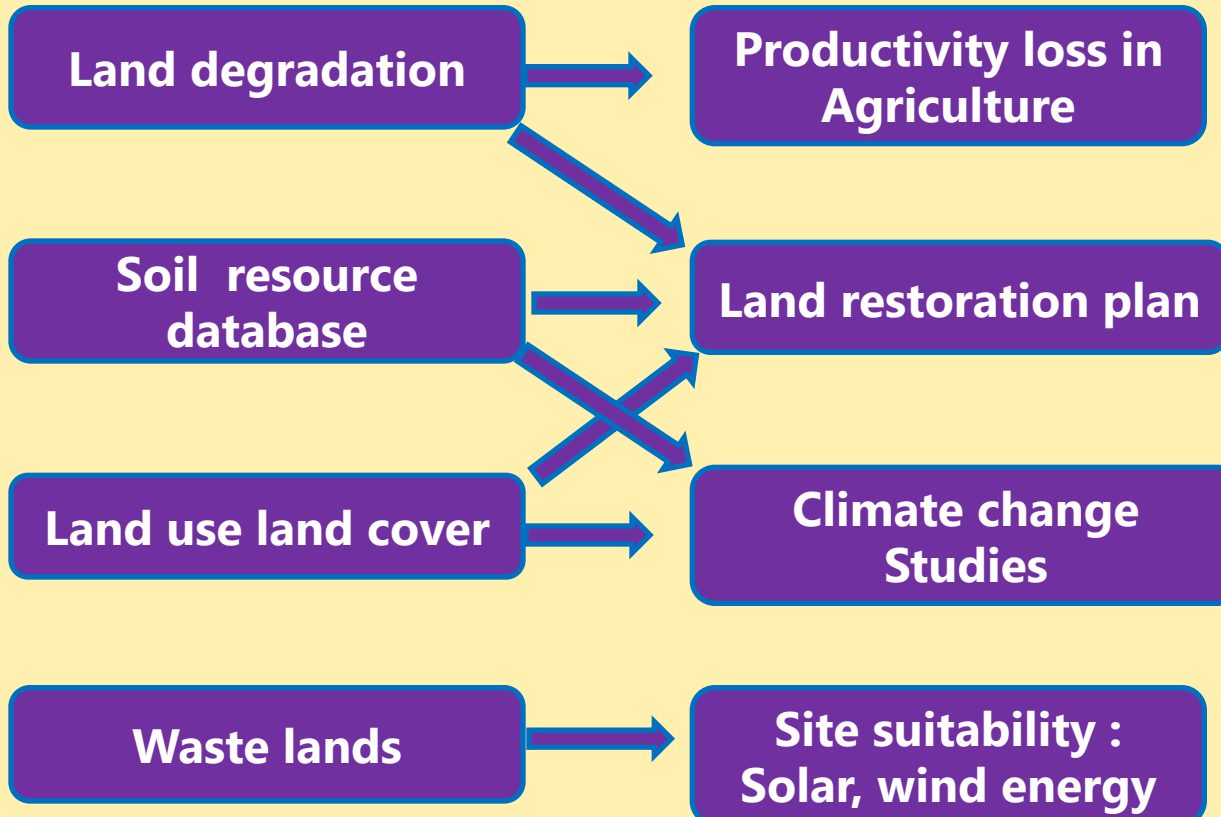 Land degradation
Productivity loss in
Agriculture
Soil resource
database
Land restoration plan
Land use land cover
Climate change
Studies
Waste lands
Site suitability :
Solar, wind energy